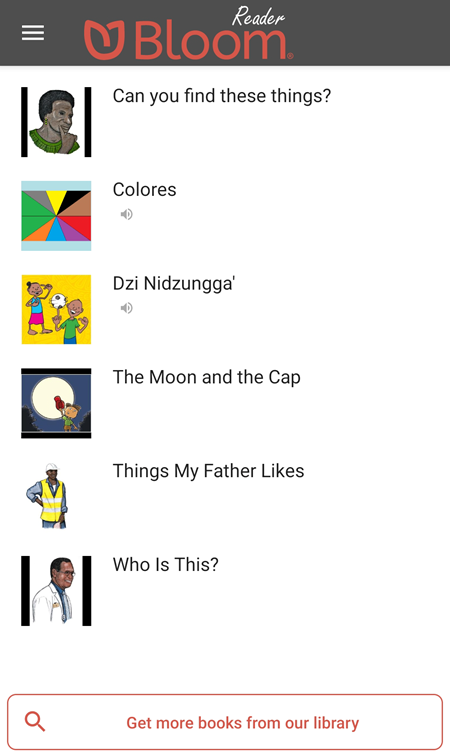 Reader
Bloom®
Can you find these things?
Colores
Dzi Nidzungga'
The Moon and the Cap
Things My Father Likes
Who Is This?
Get more books from our library